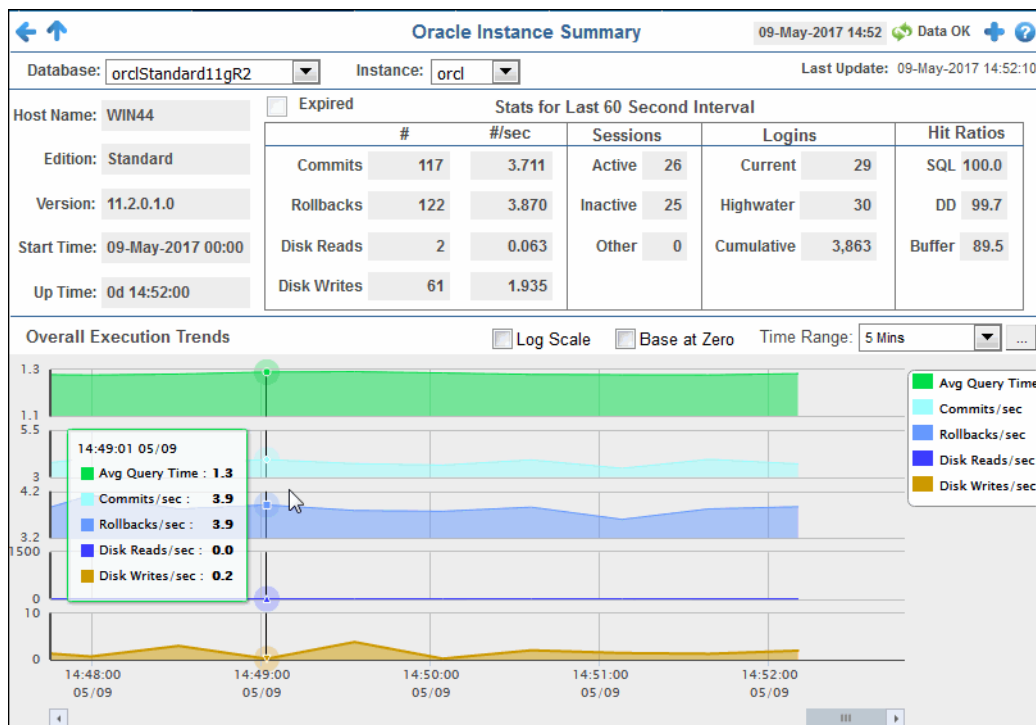 Oracle Instance Summary 09-May-2017 14:52 Data OK ?
Database: orclStandard11gR2 Instance: orcl Last Update: 09-May-2017 14:52:10
Host Name: WIN44
Edition: Standard
Version: 11.2.0.1.0
Start Time: 09-May-2017 00:00
Up Time: 0d 14:52:00
Expired Stats for Last 60 Second Interval
# #/sec Sessions Logins Hit Ratios
Commits 117 3.711 Active 26 Current 29 SQL 100.0
Rollbacks 122 3.870 Inactive 25 Highwater 30 DD 99.7
Disk Reads 2 0.063 Other 0 Cumulative 3,863 Buffer 89.5
Disk Writes 61 1.935
Overall Execution Trends Log Scale Base at Zero Time Range: 5 Mins ...
1.3
1.1
5.5
3
4.2
3.2
1500
0
10
0
14:49:01 05/09
Avg Query Time : 1.3
Commits/sec : 3.9
Rollbacks/sec : 3.9
Disk Reads/sec : 0.0
Disk Writes/sec : 0.2
Avg Query Time
Commits/sec
Rollbacks/sec
Disk Reads/sec
Disk Writes/sec
14:48:00 14:49:00 14:50:00 14:51:00 14:52:00
05/09 05/09 05/09 05/09 05/09